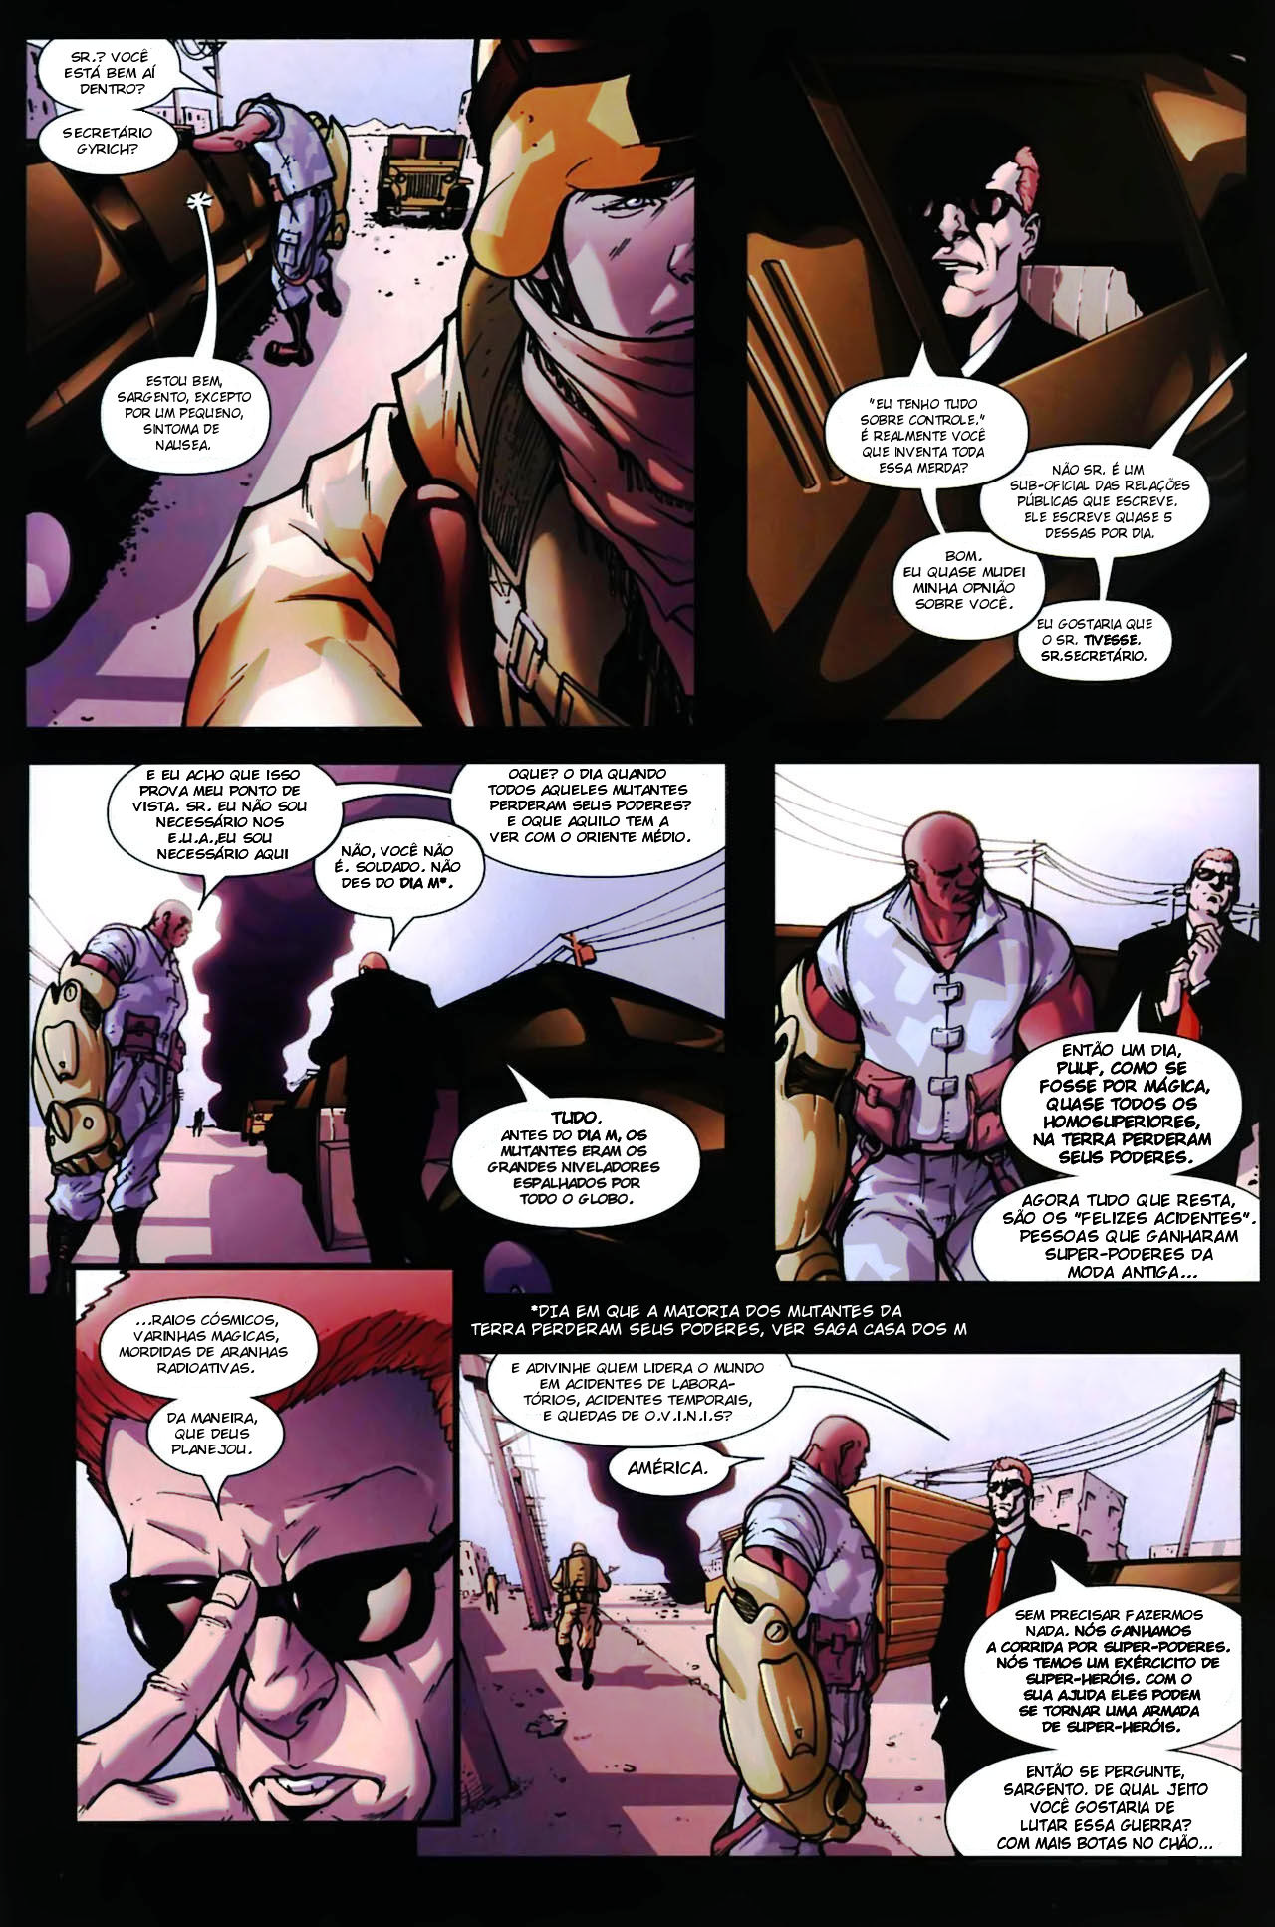 SR.? VOCÊ
ESTÁ BEM AÍ
DENTRO?
SECRETÁRIO
GYRICH?
ESTOU BEM,
SARGENTO, EXCEPTO
POR UM PEQUENO,
SINTOMA DE
NAUSEA.
"EU TENHO TUDO
SOBRE CONTROLE."
É REALMENTE VOCÊ
QUE INVENTA TODA
ESSA MERDA?
NÃO SR. É UM
SUB-OFICIAL DAS RELAÇÕES
PÚBLICAS QUE ESCREVE.
ELE ESCREVE QUASE 5
DESSAS POR DIA.
BOM.
EU QUASE MUDEI
MINHA OPNIÃO
SOBRE VOCÊ.
EU GOSTARIA QUE
O SR. TIVESSE.
SR.SECRETÁRIO.
E EU ACHO QUE ISSO
PROVA MEU PONTO DE
VISTA. SR. EU NÃO SOU
NECESSÁRIO NOS
E.U.A.,EU SOU
NECESSÁRIO AQUI
NÃO, VOCÊ NÃO
É. SOLDADO. NÃO
DES DO DIA M*.
OQUE? O DIA QUANDO
TODOS AQUELES MUTANTES
PERDERAM SEUS PODERES?
E OQUE AQUILO TEM A
VER COM O ORIENTE MÉDIO.
TUDO.
ANTES DO DIA M, OS
MUTANTES ERAM OS
GRANDES NIVELADORES
ESPALHADOS POR
TODO O GLOBO.
ENTÃO UM DIA,
PUUF, COMO SE
FOSSE POR MÁGICA,
QUASE TODOS OS
HOMOSUPERIORES,
NA TERRA PERDERAM
SEUS PODERES.
AGORA TUDO QUE RESTA,
SÃO OS "FELIZES ACIDENTES".
PESSOAS QUE GANHARAM
SUPER-PODERES DA
MODA ANTIGA...
...RAIOS CÓSMICOS,
VARINHAS MAGICAS,
MORDIDAS DE ARANHAS
RADIOATIVAS.
DA MANEIRA,
QUE DEUS
PLANEJOU.
*DIA EM QUE A MAIORIA DOS MUTANTES DA
TERRA PERDERAM SEUS PODERES, VER SAGA CASA DOS M
E ADIVINHE QUEM LIDERA O MUNDO
EM ACIDENTES DE LABORA-
TÓRIOS, ACIDENTES TEMPORAIS,
E QUEDAS DE O.V.I.N.I.S?
AMÉRICA.
SEM PRECISAR FAZERMOS
NADA. NÓS GANHAMOS
A CORRIDA POR SUPER-PODERES.
NÓS TEMOS UM EXÉRCICITO DE
SUPER-HERÓIS. COM O
SUA AJUDA ELES PODEM
SE TORNAR UMA ARMADA
DE SUPER-HERÓIS.
ENTÃO SE PERGUNTE,
SARGENTO. DE QUAL JEITO
VOCÊ GOSTARIA DE
LUTAR ESSA GUERRA?
COM MAIS BOTAS NO CHÃO...